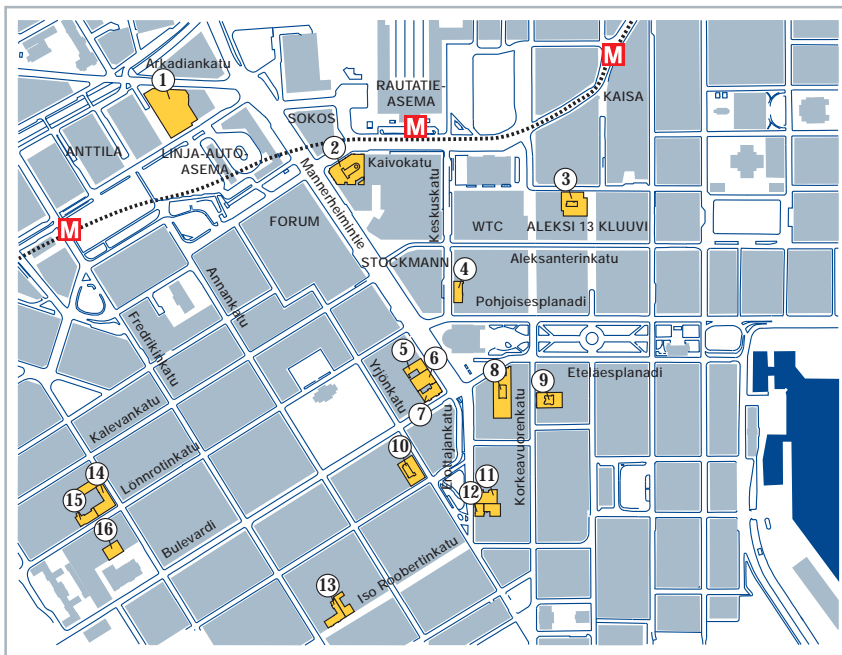 1
Arkadiankatu
M
RAUTATIE-
ASEMA
KAISA
SOKOS
M
ANTTILA
LINJA-AUTO-
ASEMA
2
Kaivokatu
Mannerheimintie
Keskuskatu
3
M
FORUM
WTC
ALEKSI 13 KLUUVI
STOCKMANN
Aleksanterinkatu
4
Pohjoisesplanadi
Annankatu
Fredrikinkatu
5
6
Yrjönkatu
7
8
9
Eteläesplanadi
Kalevankatu
Lönnrotinkatu
Erottajankatu
Korkeavuorenkatu
10
11
12
14
15
16
Bulevardi
13
Iso Roobertinkatu